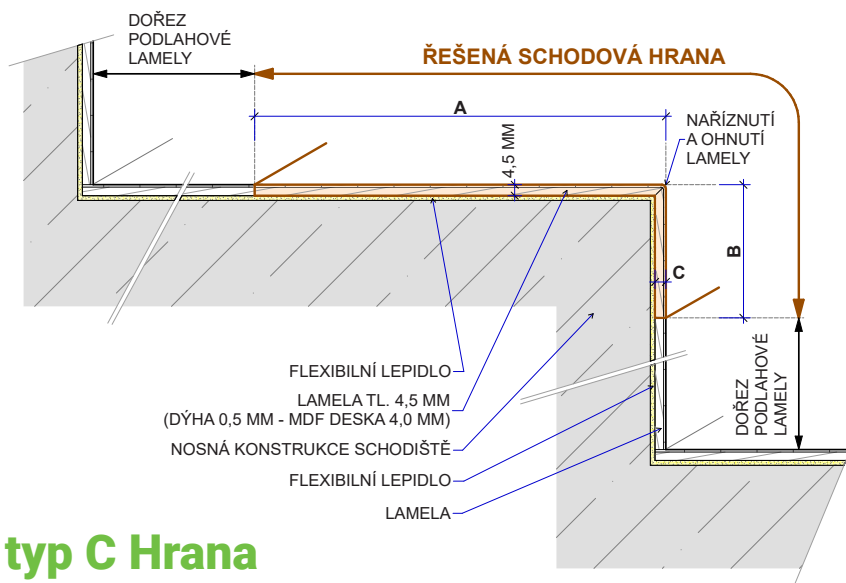 DOŘEZ
PODLAHOVÉ
LAMELY
ŘEŠENÁ SCHODOVÁ HRANA
A
NAŘÍZNUTÍ
A OHNUTÍ
LAMELY
4,5 MM
B
C
DOŘEZ
PODLAHOVÉ
LAMELY
FLEXIBILNÍ LEPIDLO
LAMELA TL. 4,5 MM
(DÝHA 0,5 MM - MDF DESKA 4,0 MM)
NOSNÁ KONSTRUKCE SCHODIŠTĚ
FLEXIBILNÍ LEPIDLO
LAMELA
typ C Hrana